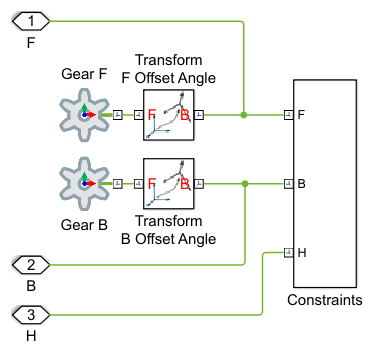 1
F
Transform
F Offset Angle
Gear F
F B
F
F B
B
Gear B
Transform
B Offset Angle
H
2
B
Constraints
3
H